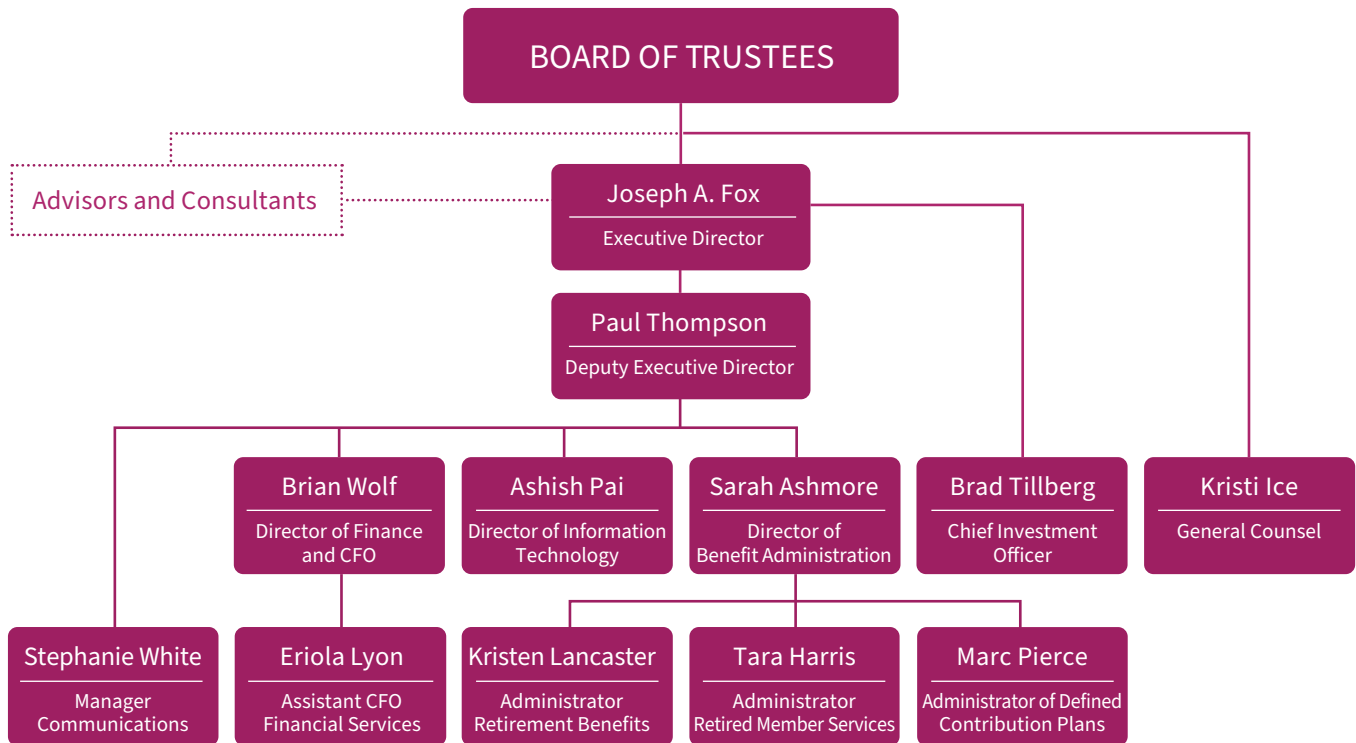 BOARD OF TRUSTEES
Advisors and Consultants
Joseph A. Fox
Executive Director
Paul Thompson
Deputy Executive Director
Brian Wolf
Director of Finance
and CFO
Ashish Pai
Director of Information
Technology
Sarah Ashmore
Director of
Benefit Administration
Brad Tillberg
Chief Investment
Officer
Kristi Ice
General Counsel
Stephanie White
Manager
Communications
Eriola Lyon
Assistant CFO
Financial Services
Kristen Lancaster
Administrator
Retirement Benefits
Tara Harris
Administrator
Retired Member Services
Marc Pierce
Administrator of Defined
Contribution Plans